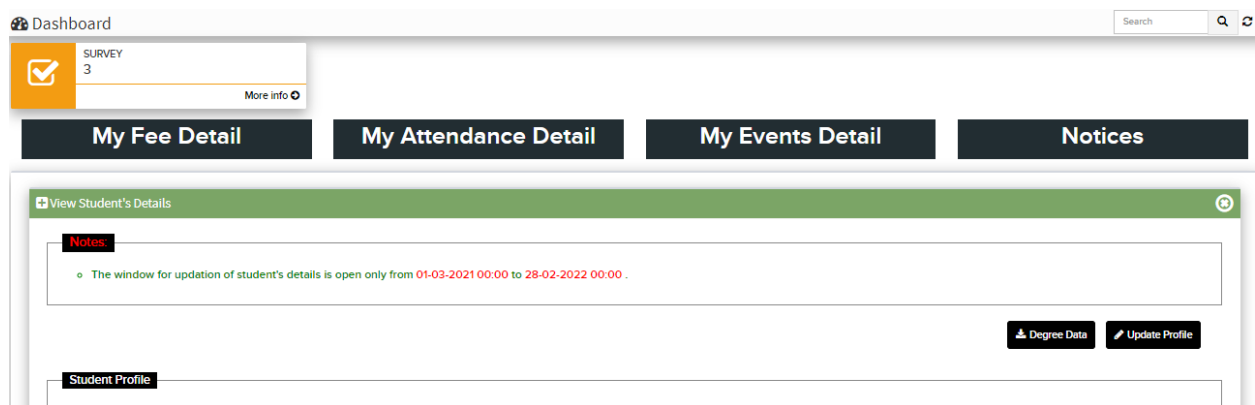 Dashboard
Search
SURVEY
3
More info
My Fee Detail
My Attendance Detail
My Events Detail
Notices
View Student's Details
Notes:
The window for updation of student's details is open only from 01-03-2021 00:00 to 28-02-2022 00:00 .
Degree Data
Update Profile
Student Profile